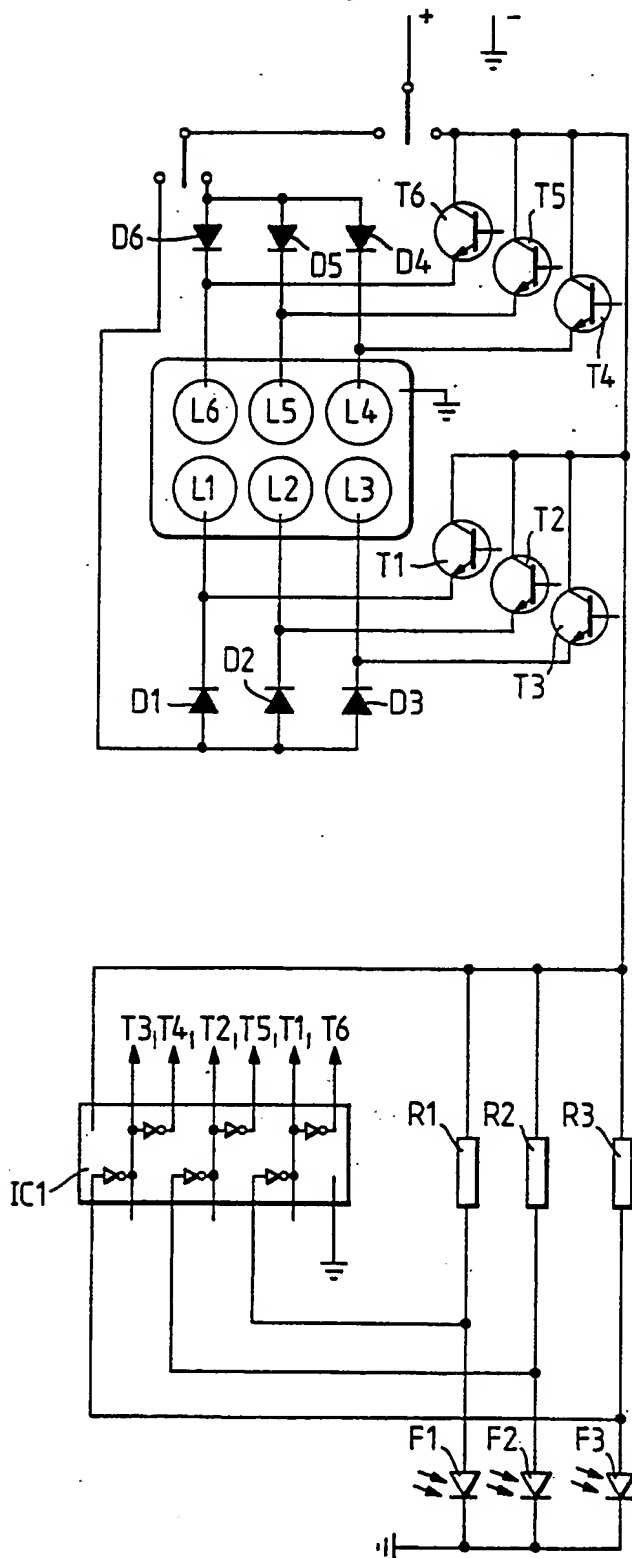 + -
T6 T5
D6 D5 D4
T4
L6 L5 L4
L1 L2 L3
T2
T1
D2
T3
D1 D3
T3, T4, T2, T5, T1, T6
R1 R2 R3
IC1
F1 F2 F3